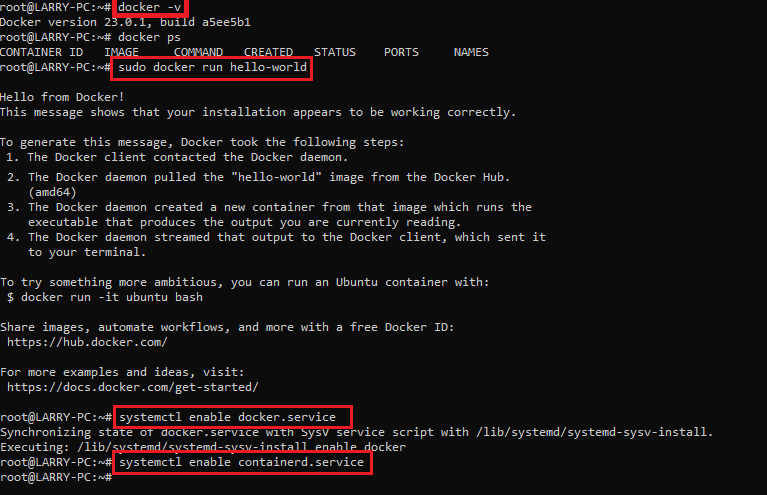 root@LARRY-PC:~# docker -v
Docker version 23.0.1, build a5ee5b1
root@LARRY-PC:~# docker ps
CONTAINER ID   IMAGE     COMMAND   CREATED   STATUS    PORTS     NAMES
root@LARRY-PC:~# sudo docker run hello-world
Hello from Docker!
This message shows that your installation appears to be working correctly.
To generate this message, Docker took the following steps:
1. The Docker client contacted the Docker daemon.
2. The Docker daemon pulled the "hello-world" image from the Docker Hub.
(amd64)
3. The Docker daemon created a new container from that image which runs the
executable that produces the output you are currently reading.
4. The Docker daemon streamed that output to the Docker client, which sent it
to your terminal.
To try something more ambitious, you can run an Ubuntu container with:
$ docker run -it ubuntu bash
Share images, automate workflows, and more with a free Docker ID:
https://hub.docker.com/
For more examples and ideas, visit:
https://docs.docker.com/get-started/
root@LARRY-PC:~# systemctl enable docker.service
Synchronizing state of docker.service with SysV service script with /lib/systemd/systemd-sysv-install.
Executing: /lib/systemd/systemd-sysv-install enable docker
root@LARRY-PC:~# systemctl enable containerd.service
root@LARRY-PC:~#